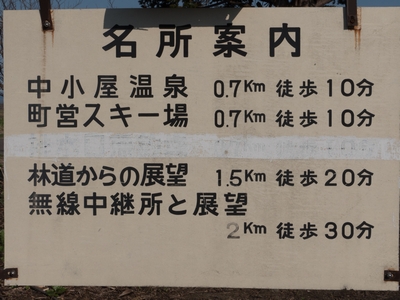 名所案内
中小屋温泉 0.7Km 徒歩10分
町営スキー場 0.7Km 徒歩10分
林道からの展望 1.5Km 徒歩20分
無線中継所と展望
2Km 徒歩30分